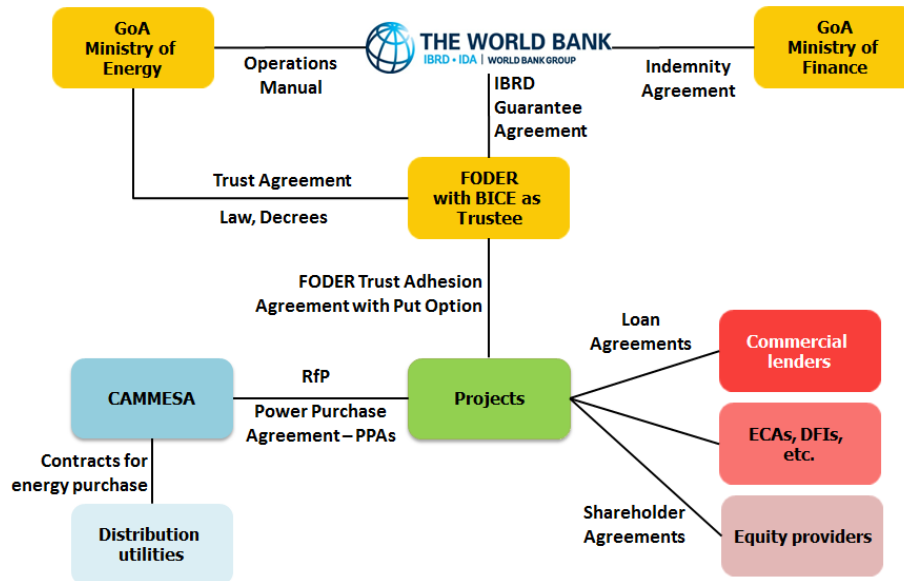 GoA
Ministry of
Energy
Operations
Manual
THE WORLD BANK
IBRD • IDA | WORLD BANK GROUP
Indemnity
Agreement
GoA
Ministry of
Finance
IBRD
Guarantee
Agreement
Trust Agreement
Law, Decrees
FODER
with BICE as
Trustee
FODER Trust Adhesion
Agreement with Put Option
Loan
Agreements
Commercial
lenders
CAMMESA
RfP
Power Purchase
Agreement – PPAs
Projects
ECAs, DFIs,
etc.
Contracts for
energy purchase
Shareholder
Agreements
Distribution
utilities
Equity providers